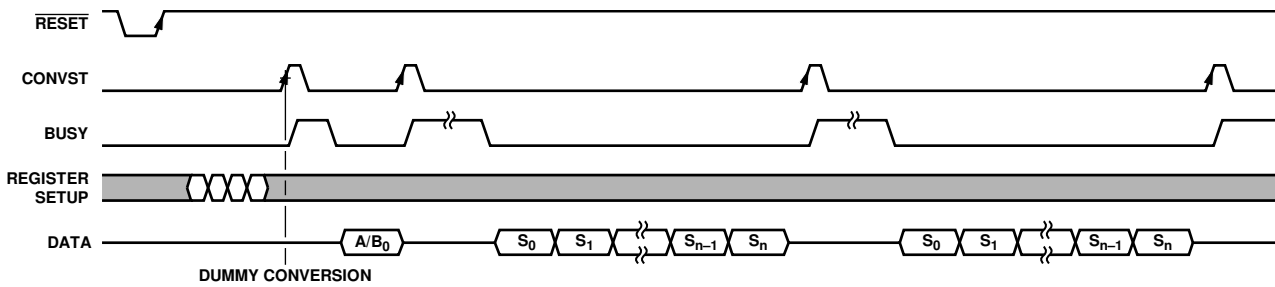 RESET
CONVST
BUSY
REGISTER
SETUP
DATA
A/B₀
S₀ S₁ Sₙ₋₁ Sₙ S₀ S₁ Sₙ₋₁ Sₙ
DUMMY CONVERSION